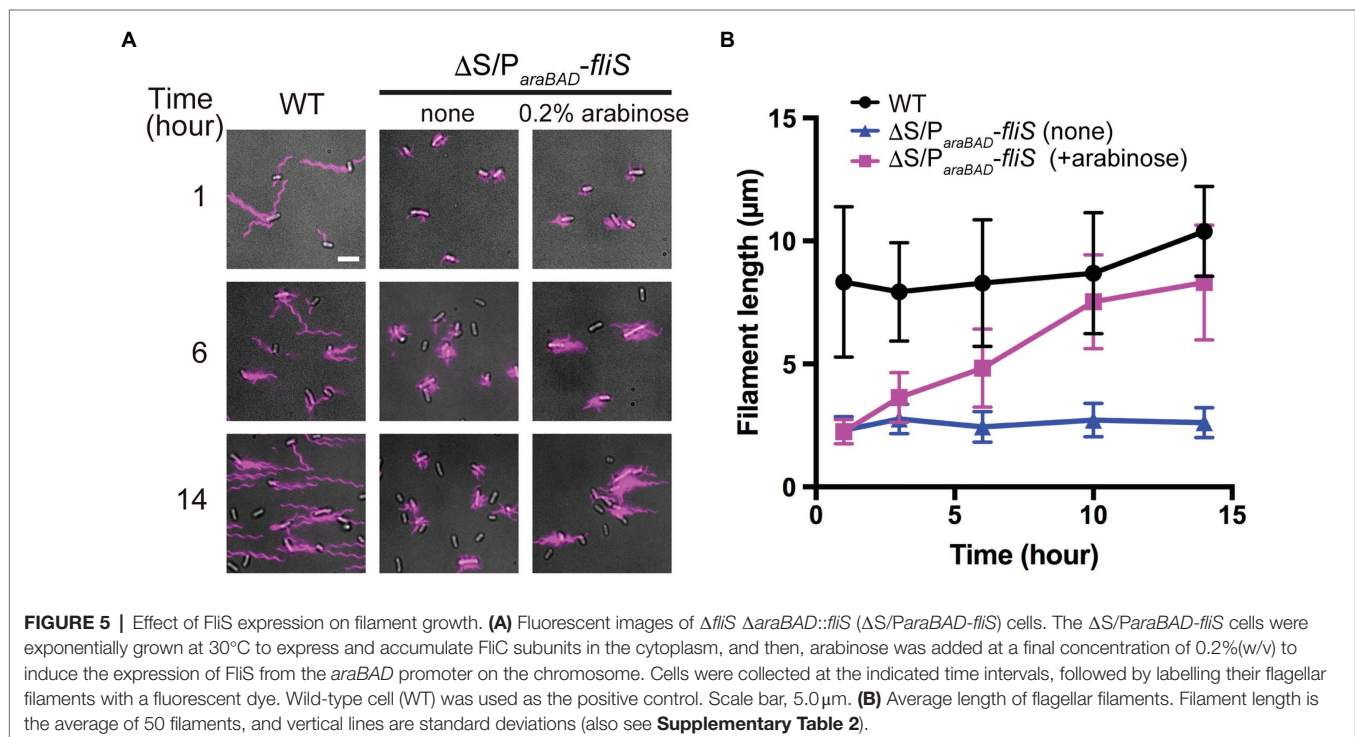 A
Time
(hour)
WT
ΔS/ParaBAD-fliS
none
0.2% arabinose
1
6
14
B
WT
ΔS/ParaBAD-fliS (none)
ΔS/ParaBAD-fliS (+arabinose)
Filament length (μm)
15
10
5
0
0
5
10
15
Time (hour)
FIGURE 5 | Effect of FliS expression on filament growth. (A) Fluorescent images of ΔfliS ΔaraBAD::fliS (ΔS/ParaBAD-fliS) cells. The ΔS/ParaBAD-fliS cells were
exponentially grown at 30°C to express and accumulate FliC subunits in the cytoplasm, and then, arabinose was added at a final concentration of 0.2%(w/v) to
induce the expression of FliS from the araBAD promoter on the chromosome. Cells were collected at the indicated time intervals, followed by labelling their flagellar
filaments with a fluorescent dye. Wild-type cell (WT) was used as the positive control. Scale bar, 5.0μm. (B) Average length of flagellar filaments. Filament length is
the average of 50 filaments, and vertical lines are standard deviations (also see Supplementary Table 2).